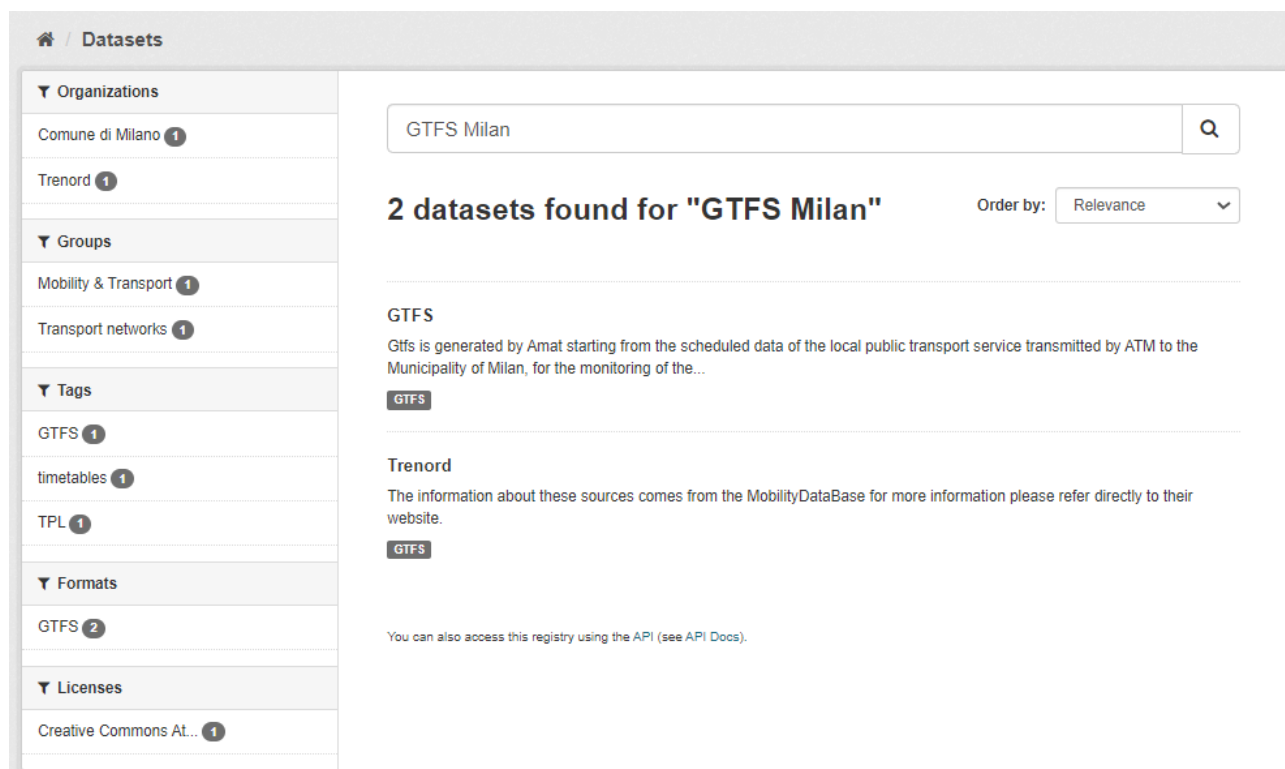 / Datasets
Organizations
Comune di Milano 1
Trenord 1
Groups
Mobility & Transport 1
Transport networks 1
Tags
GTFS 1
timetables 1
TPL 1
Formats
GTFS 2
Licenses
Creative Commons At... 1
GTFS Milan
2 datasets found for "GTFS Milan"
Order by: Relevance
GTFS
Gtfs is generated by Amat starting from the scheduled data of the local public transport service transmitted by ATM to the
Municipality of Milan, for the monitoring of the...
GTFS
Trenord
The information about these sources comes from the MobilityDataBase for more information please refer directly to their
website.
GTFS
You can also access this registry using the API (see API Docs).